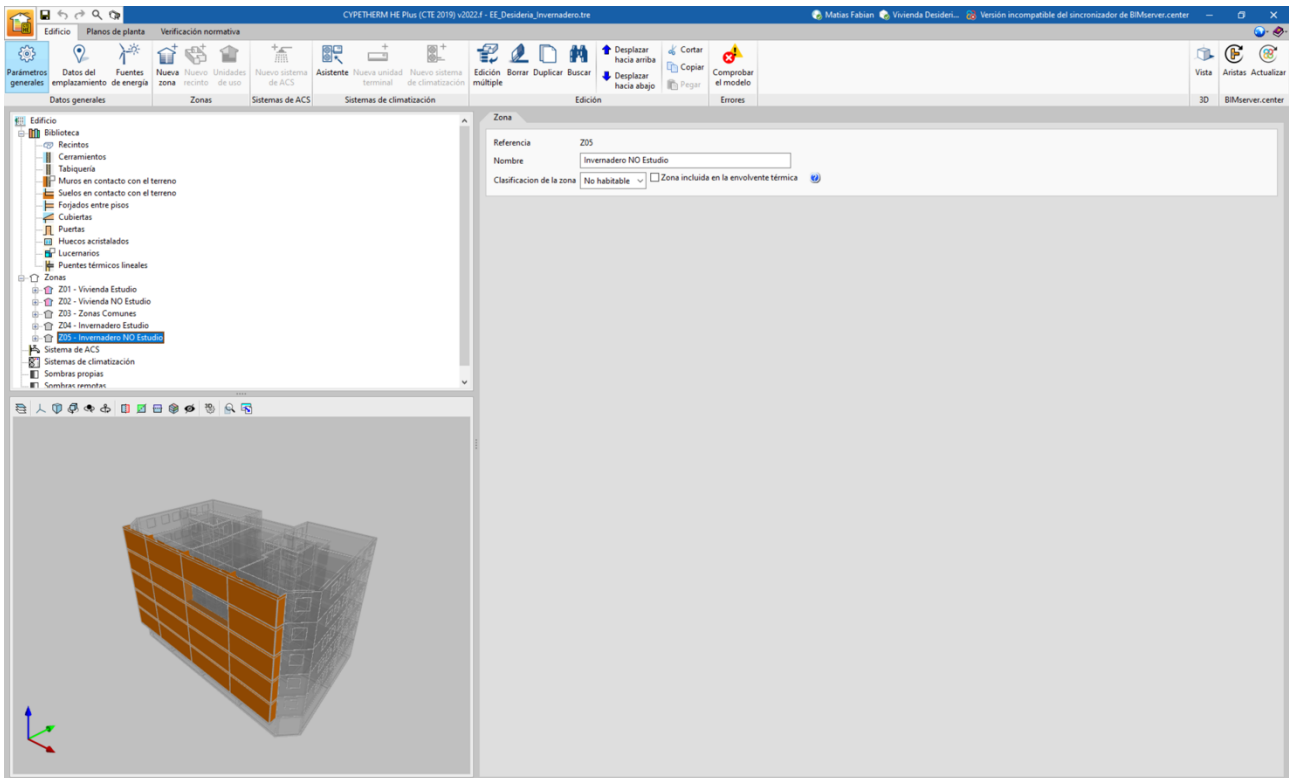 CYPETHERM HE Plus (CTE 2019) v2022.f - EE_Desideria_Invernadero.tre
Matias Fabian
Vivienda Desideri...
Versión incompatible del sincronizador de BIMserver.center
Edificio
Planos de planta
Verificación normativa
Parámetros generales
Datos del emplazamiento
Fuentes de energía
Nueva zona
Nuevo recinto
Unidades de uso
Nuevo sistema de ACS
Asistente
Nueva unidad terminal
Nuevo sistema de climatización
Edición múltiple
Borrar
Duplicar
Buscar
Desplazar hacia arriba
Desplazar hacia abajo
Cortar
Copiar
Pegar
Comprobar el modelo
Vista
Aristas
Actualizar
Datos generales
Zonas
Sistemas de ACS
Sistemas de climatización
Edición
Errores
3D
BIMserver.center
Edificio
Biblioteca
Recintos
Cerramientos
Tabiquería
Muros en contacto con el terreno
Suelos en contacto con el terreno
Forjados entre pisos
Cubiertas
Puertas
Huecos acristalados
Lucernarios
Puentes térmicos lineales
Zonas
Z01 - Vivienda Estudio
Z02 - Vivienda NO Estudio
Z03 - Zonas Comunes
Z04 - Invernadero Estudio
Z05 - Invernadero NO Estudio
Sistema de ACS
Sistemas de climatización
Sombras propias
Sombras remotas
Zona
Referencia Z05
Nombre Invernadero NO Estudio
Clasificacion de la zona No habitable Zona incluida en la envolvente térmica